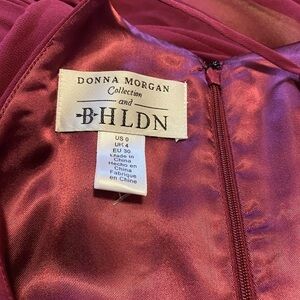 DONNA MORGAN
Collection
and
-B-HLDN
US 0
UK 4
EU 30
Made in
China
Hecho en
China
Fabriqué
en Chine